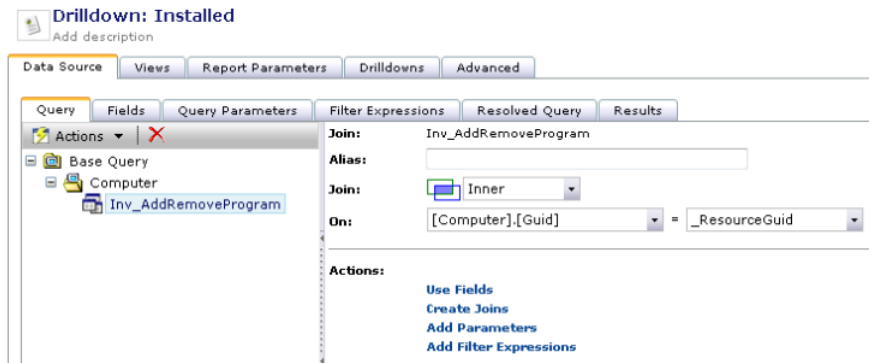 Drilldown: Installed
Add description
Data Source Views Report Parameters Drilldowns Advanced
Query Fields Query Parameters Filter Expressions Resolved Query Results
Actions
Base Query
Computer
Inv_AddRemoveProgram
Join: Inv_AddRemoveProgram
Alias:
Join: Inner
On: [Computer].[Guid] = _ResourceGuid
Actions:
Use Fields
Create Joins
Add Parameters
Add Filter Expressions